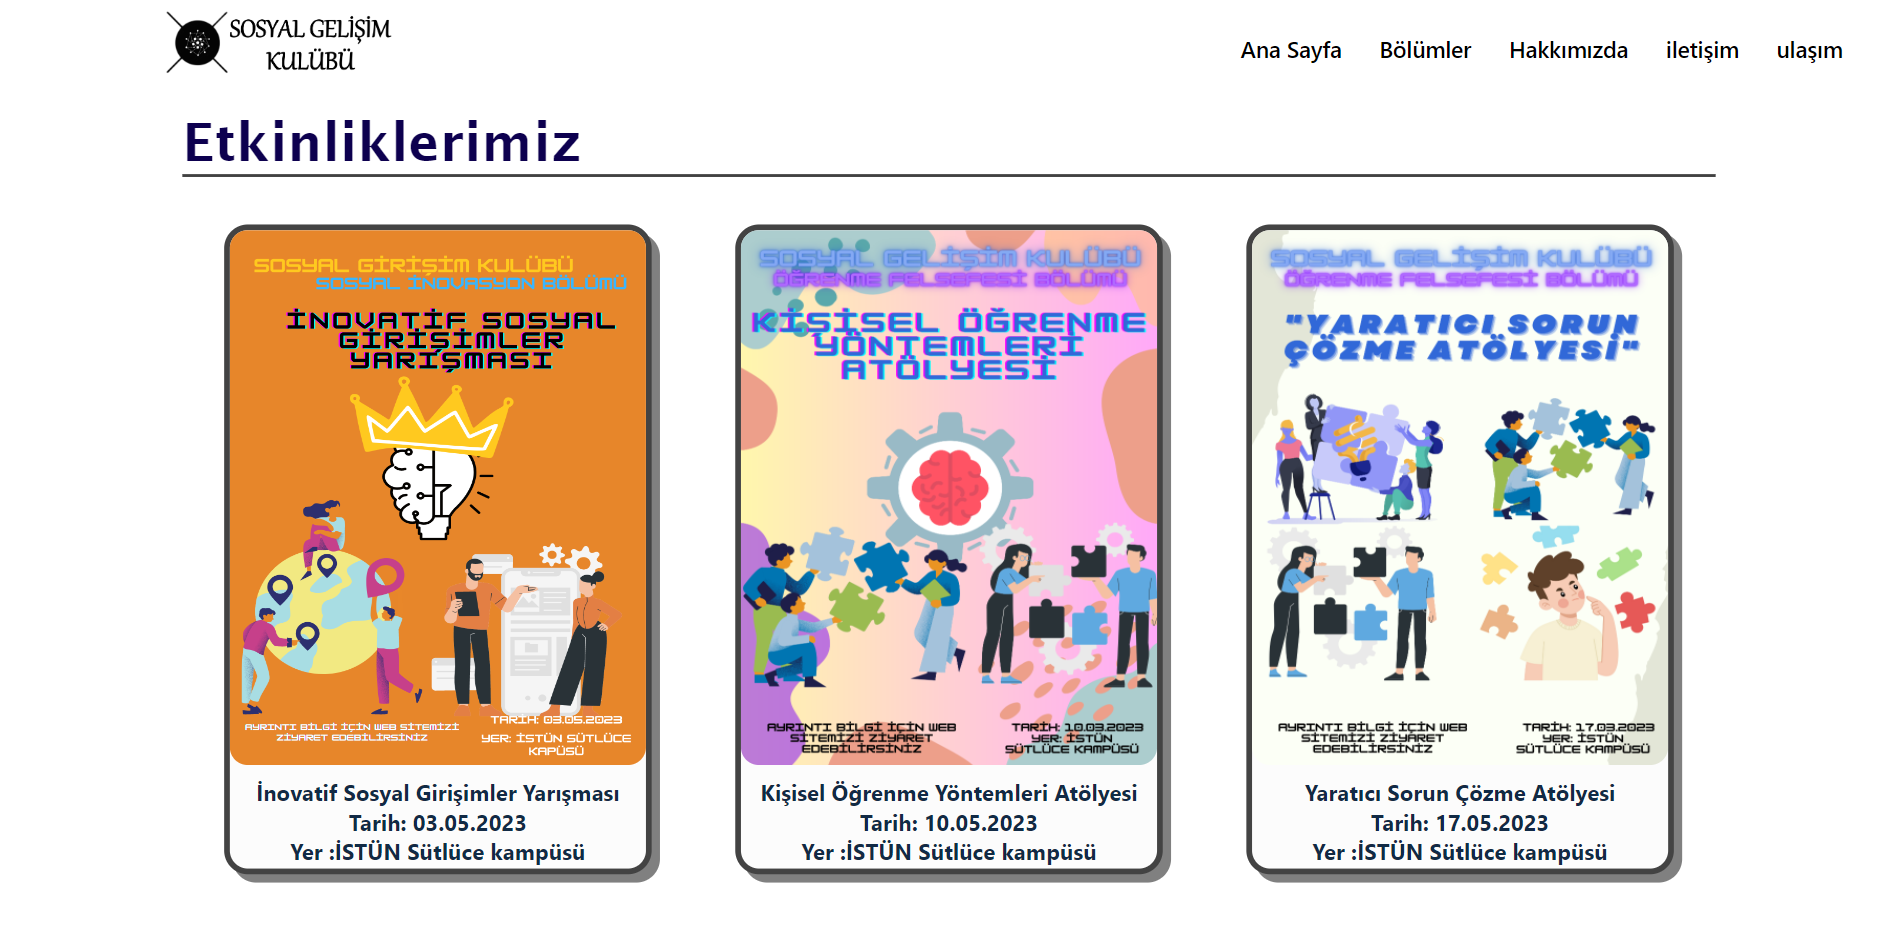 SOSYAL GELİŞİM
KULÜBÜ
Ana Sayfa Bölümler Hakkımızda iletişim ulaşım
Etkinliklerimiz
SOSYAL GİRİŞİM KULÜBÜ
SOSYAL İNOVASYON BÖLÜMÜ
İNOVATİF SOSYAL
GİRİŞİMLER
YARIŞMASI
AYRINTI BİLGİ İÇİN WEB SİTEMİZİ
ZİYARET EDEBİLİRSİNİZ
TARİH: 03.05.2023
YER: İSTÜN SÜTLÜCE
KAPÜSÜ
İnovatif Sosyal Girişimler Yarışması
Tarih: 03.05.2023
Yer :İSTÜN Sütlüce kampüsü
SOSYAL GELİŞİM KULÜBÜ
ÖĞRENME FELSEFESİ BÖLÜMÜ
KİŞİSEL ÖĞRENME
YÖNTEMLERİ
ATÖLYESİ
AYRINTI BİLGİ İÇİN WEB
SİTEMİZİ ZİYARET
EDEBİLİRSİNİZ
TARİH: 10.03.2023
YER: İSTÜN
SÜTLÜCE KAMPÜSÜ
Kişisel Öğrenme Yöntemleri Atölyesi
Tarih: 10.05.2023
Yer :İSTÜN Sütlüce kampüsü
SOSYAL GELİŞİM KULÜBÜ
ÖĞRENME FELSEFESİ BÖLÜMÜ
"YARATICI SORUN
ÇÖZME ATÖLYESİ"
AYRINTI BİLGİ İÇİN WEB
SİTEMİZİ ZİYARET
EDEBİLİRSİNİZ
TARİH: 17.03.2023
YER: İSTÜN
SÜTLÜCE KAMPÜSÜ
Yaratıcı Sorun Çözme Atölyesi
Tarih: 17.05.2023
Yer :İSTÜN Sütlüce kampüsü